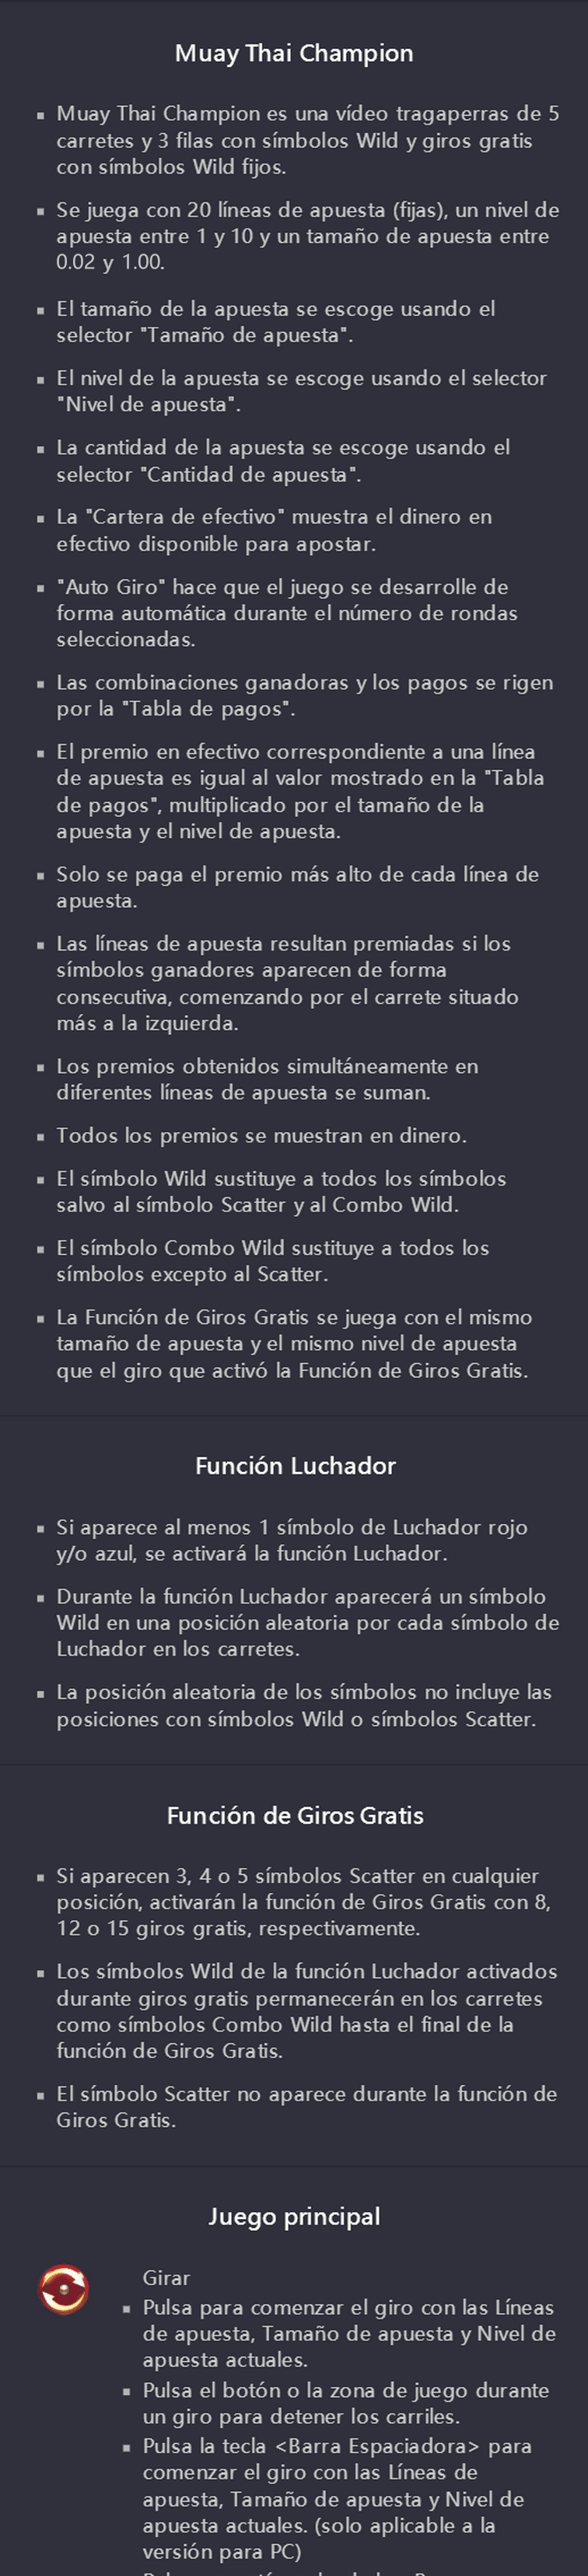 Muay Thai Champion
Muay Thai Champion es una vídeo tragaperras de 5
carretes y 3 filas con símbolos Wild y giros gratis
con símbolos Wild fijos.
Se juega con 20 líneas de apuesta (fijas), un nivel de
apuesta entre 1 y 10 y un tamaño de apuesta entre
0.02 y 1.00.
El tamaño de la apuesta se escoge usando el
selector "Tamaño de apuesta".
El nivel de la apuesta se escoge usando el selector
"Nivel de apuesta".
La cantidad de la apuesta se escoge usando el
selector "Cantidad de apuesta".
La "Cartera de efectivo" muestra el dinero en
efectivo disponible para apostar.
"Auto Giro" hace que el juego se desarrolle de
forma automática durante el número de rondas
seleccionadas.
Las combinaciones ganadoras y los pagos se rigen
por la "Tabla de pagos".
El premio en efectivo correspondiente a una línea
de apuesta es igual al valor mostrado en la "Tabla
de pagos", multiplicado por el tamaño de la
apuesta y el nivel de apuesta.
Solo se paga el premio más alto de cada línea de
apuesta.
Las líneas de apuesta resultan premiadas si los
símbolos ganadores aparecen de forma
consecutiva, comenzando por el carrete situado
más a la izquierda.
Los premios obtenidos simultáneamente en
diferentes líneas de apuesta se suman.
Todos los premios se muestran en dinero.
El símbolo Wild sustituye a todos los símbolos
salvo al símbolo Scatter y al Combo Wild.
El símbolo Combo Wild sustituye a todos los
símbolos excepto al Scatter.
La Función de Giros Gratis se juega con el mismo
tamaño de apuesta y el mismo nivel de apuesta
que el giro que activó la Función de Giros Gratis.
Función Luchador
Si aparece al menos 1 símbolo de Luchador rojo
y/o azul, se activará la función Luchador.
Durante la función Luchador aparecerá un símbolo
Wild en una posición aleatoria por cada símbolo de
Luchador en los carretes.
La posición aleatoria de los símbolos no incluye las
posiciones con símbolos Wild o símbolos Scatter.
Función de Giros Gratis
Si aparecen 3, 4 o 5 símbolos Scatter en cualquier
posición, activarán la función de Giros Gratis con 8,
12 o 15 giros gratis, respectivamente.
Los símbolos Wild de la función Luchador activados
durante giros gratis permanecerán en los carretes
como símbolos Combo Wild hasta el final de la
función de Giros Gratis.
El símbolo Scatter no aparece durante la función de
Giros Gratis.
Juego principal
Girar
Pulsa para comenzar el giro con las Líneas
de apuesta, Tamaño de apuesta y Nivel de
apuesta actuales.
Pulsa el botón o la zona de juego durante
un giro para detener los carriles.
Pulsa la tecla <Barra Espaciadora> para
comenzar el giro con las Líneas de
apuesta, Tamaño de apuesta y Nivel de
apuesta actuales. (solo aplicable a la
versión para PC)